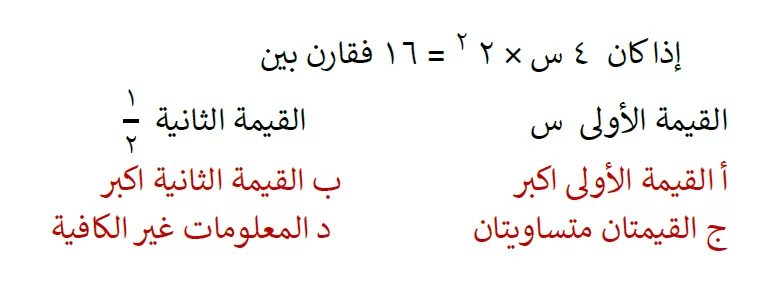 إذا كان ٤ س × ٢ ٢ = ١٦ فقارن بين
القيمة الأولى س القيمة الثانية ١/٢
أ القيمة الأولى اكبر ب القيمة الثانية اكبر
ج القيمتان متساويتان د المعلومات غير الكافية